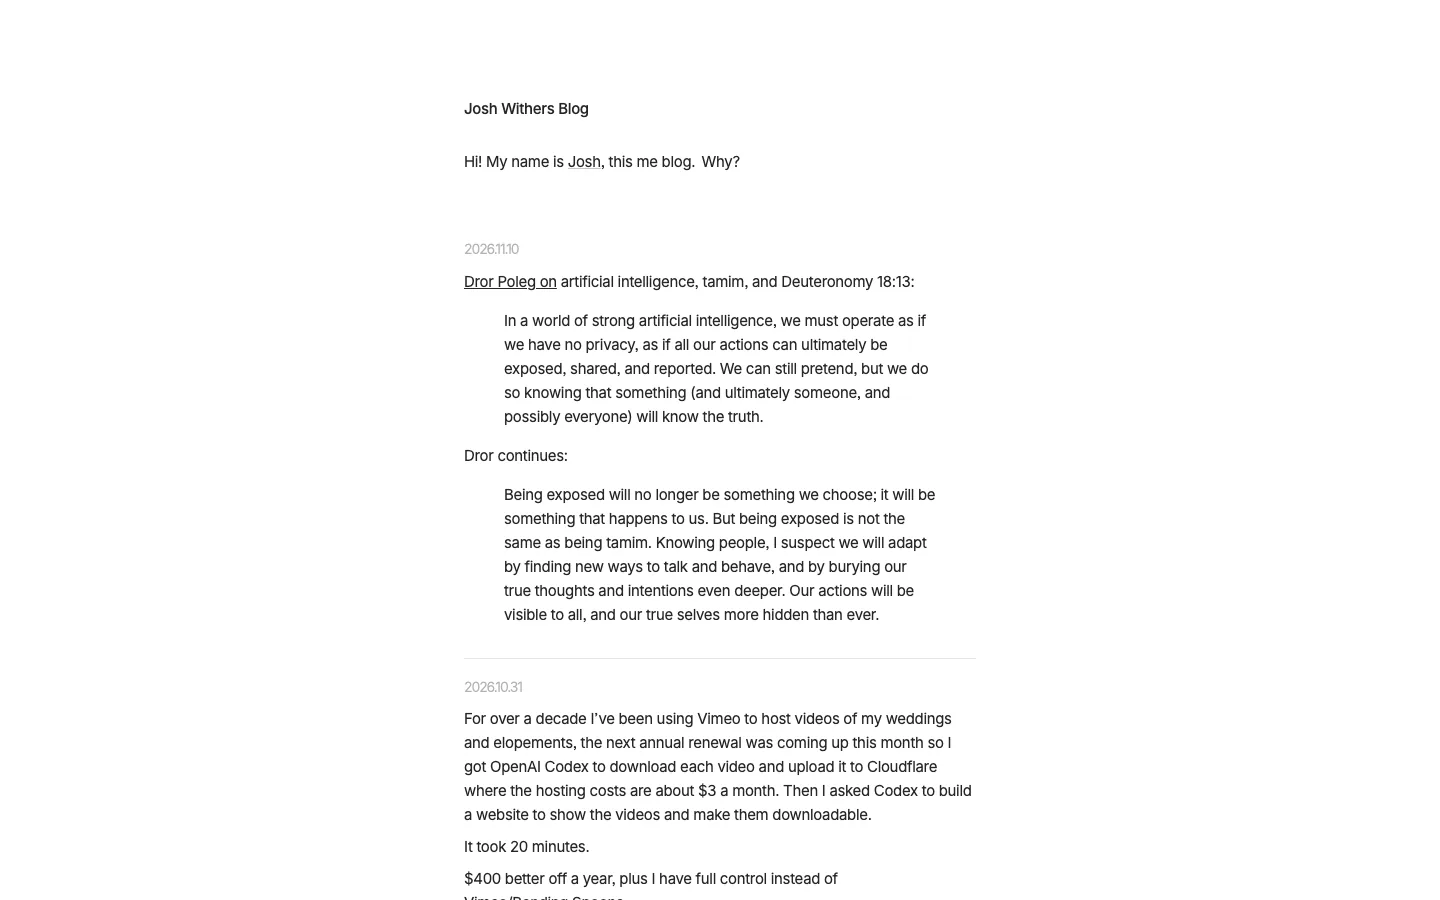 Josh Withers Blog
Hi! My name is Josh, this me blog. Why?
2026.11.10
Dror Poleg on artificial intelligence, tamim, and Deuteronomy 18:13:
In a world of strong artificial intelligence, we must operate as if
we have no privacy, as if all our actions can ultimately be
exposed, shared, and reported. We can still pretend, but we do
so knowing that something (and ultimately someone, and
possibly everyone) will know the truth.
Dror continues:
Being exposed will no longer be something we choose; it will be
something that happens to us. But being exposed is not the
same as being tamim. Knowing people, I suspect we will adapt
by finding new ways to talk and behave, and by burying our
true thoughts and intentions even deeper. Our actions will be
visible to all, and our true selves more hidden than ever.
2026.10.31
For over a decade I’ve been using Vimeo to host videos of my weddings
and elopements, the next annual renewal was coming up this month so I
got OpenAI Codex to download each video and upload it to Cloudflare
where the hosting costs are about $3 a month. Then I asked Codex to build
a website to show the videos and make them downloadable.
It took 20 minutes.
$400 better off a year, plus I have full control instead of